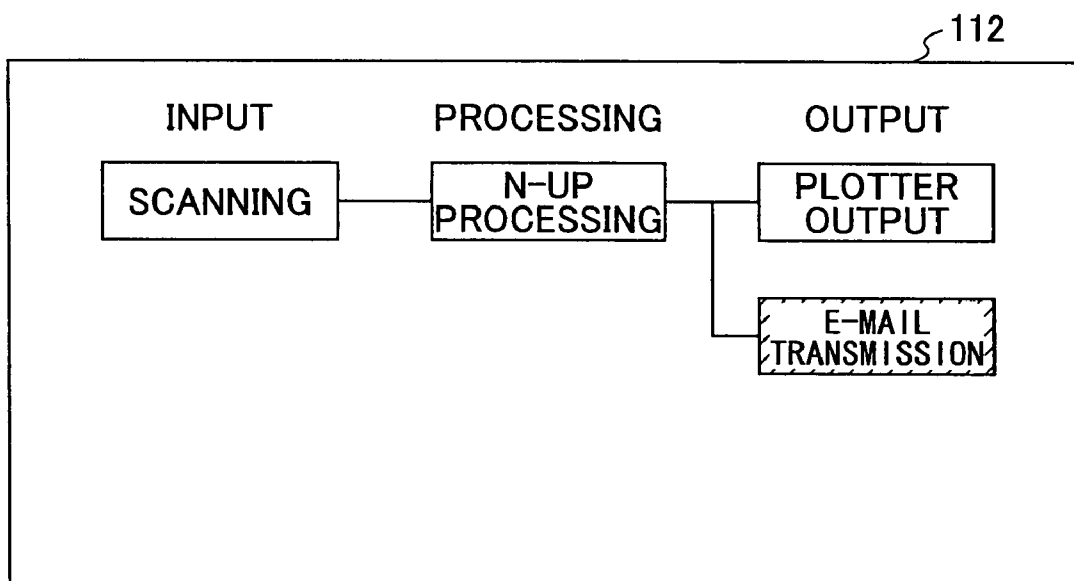 112
INPUT
PROCESSING
OUTPUT
SCANNING
N-UP
PROCESSING
PLOTTER
OUTPUT
E-MAIL
TRANSMISSION